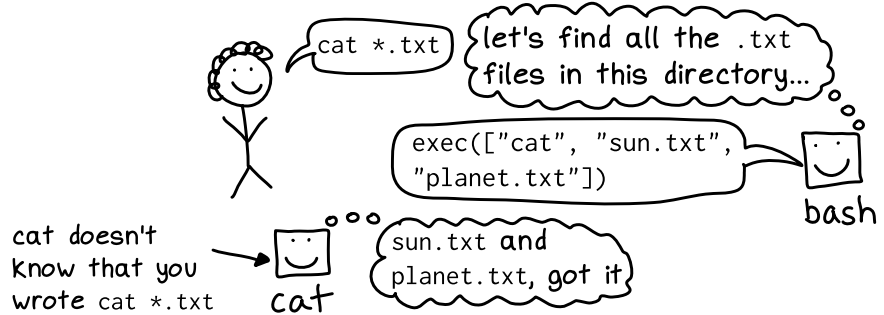 cat *.txt
let's find all the .txt
files in this directory...
exec(["cat", "sun.txt",
"planet.txt"])
bash
cat doesn't
know that you
wrote cat *.txt
cat
sun.txt and
planet.txt, got it